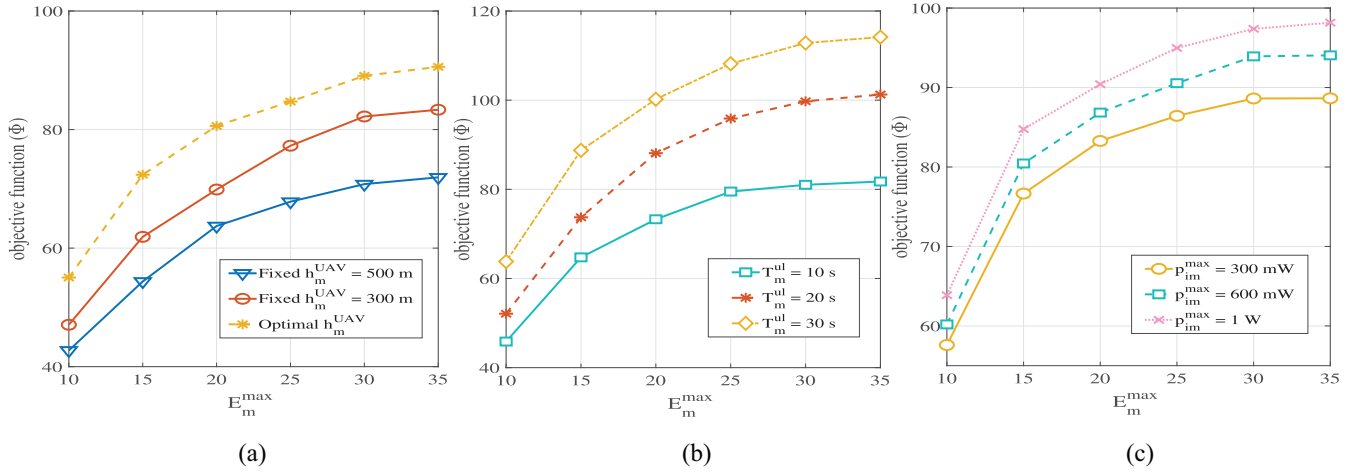 100
80
60
40
objective function (Φ)
Fixed h_m^UAV = 500 m
Fixed h_m^UAV = 300 m
Optimal h_m^UAV
10 15 20 25 30 35
E_m^max
(a)
120
100
80
60
40
objective function (Φ)
T_m^ul = 10 s
T_m^ul = 20 s
T_m^ul = 30 s
10 15 20 25 30 35
E_m^max
(b)
100
90
80
70
60
objective function (Φ)
p_im^max = 300 mW
p_im^max = 600 mW
p_im^max = 1 W
10 15 20 25 30 35
E_m^max
(c)